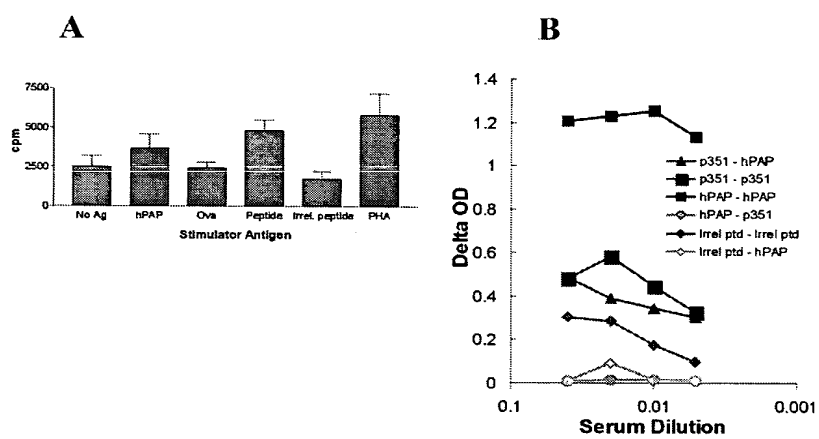 A
7500
5000
2500
0
cpm
No Ag hPAP Ova Peptide Irrel. peptide PHA
Stimulator Antigen
B
1.4
1.2
1
0.8
0.6
0.4
0.2
0
Delta OD
p351 - hPAP
p351 - p351
hPAP - hPAP
hPAP - p351
Irrel ptd - Irrel ptd
Irrel ptd - hPAP
0.1 0.01 0.001
Serum Dilution